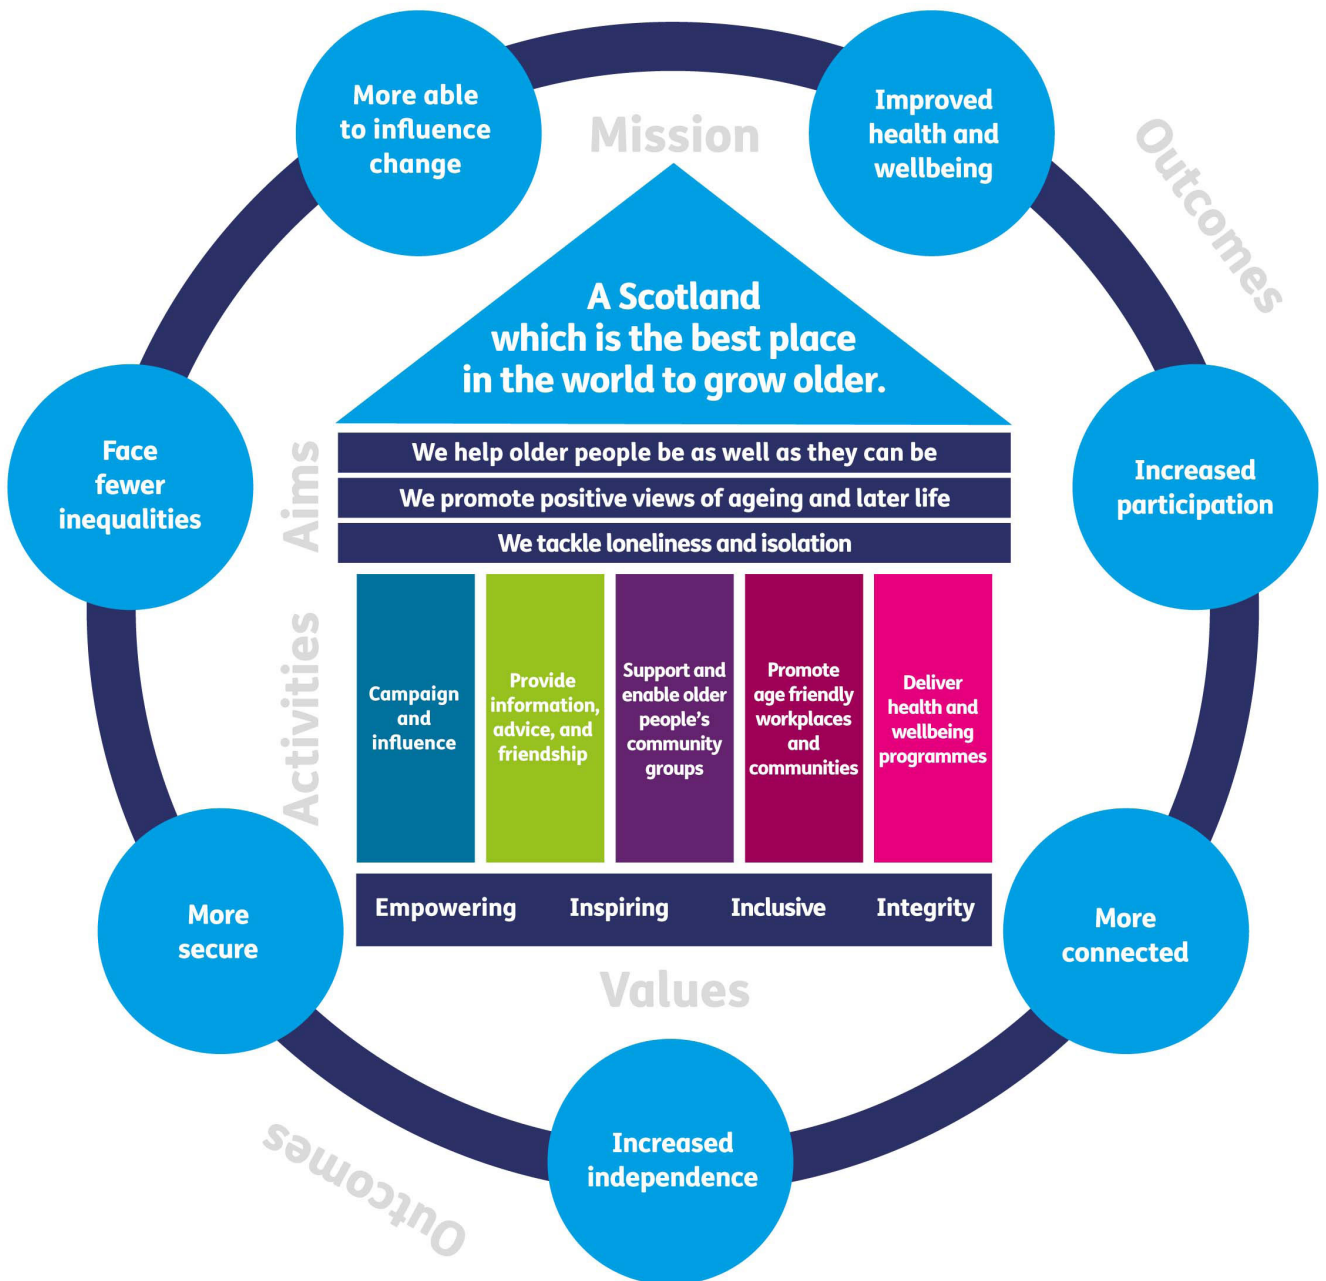 Mission
Outcomes
More able
to influence
change
Improved
health and
wellbeing
A Scotland
which is the best place
in the world to grow older.
Aims
We help older people be as well as they can be
We promote positive views of ageing and later life
We tackle loneliness and isolation
Face
fewer
inequalities
Increased
participation
Activities
Campaign
and
influence
Provide
information,
advice, and
friendship
Support and
enable older
people’s
community
groups
Promote
age friendly
workplaces
and
communities
Deliver
health and
wellbeing
programmes
Empowering Inspiring Inclusive Integrity
Values
More
secure
More
connected
Increased
independence
Outcomes